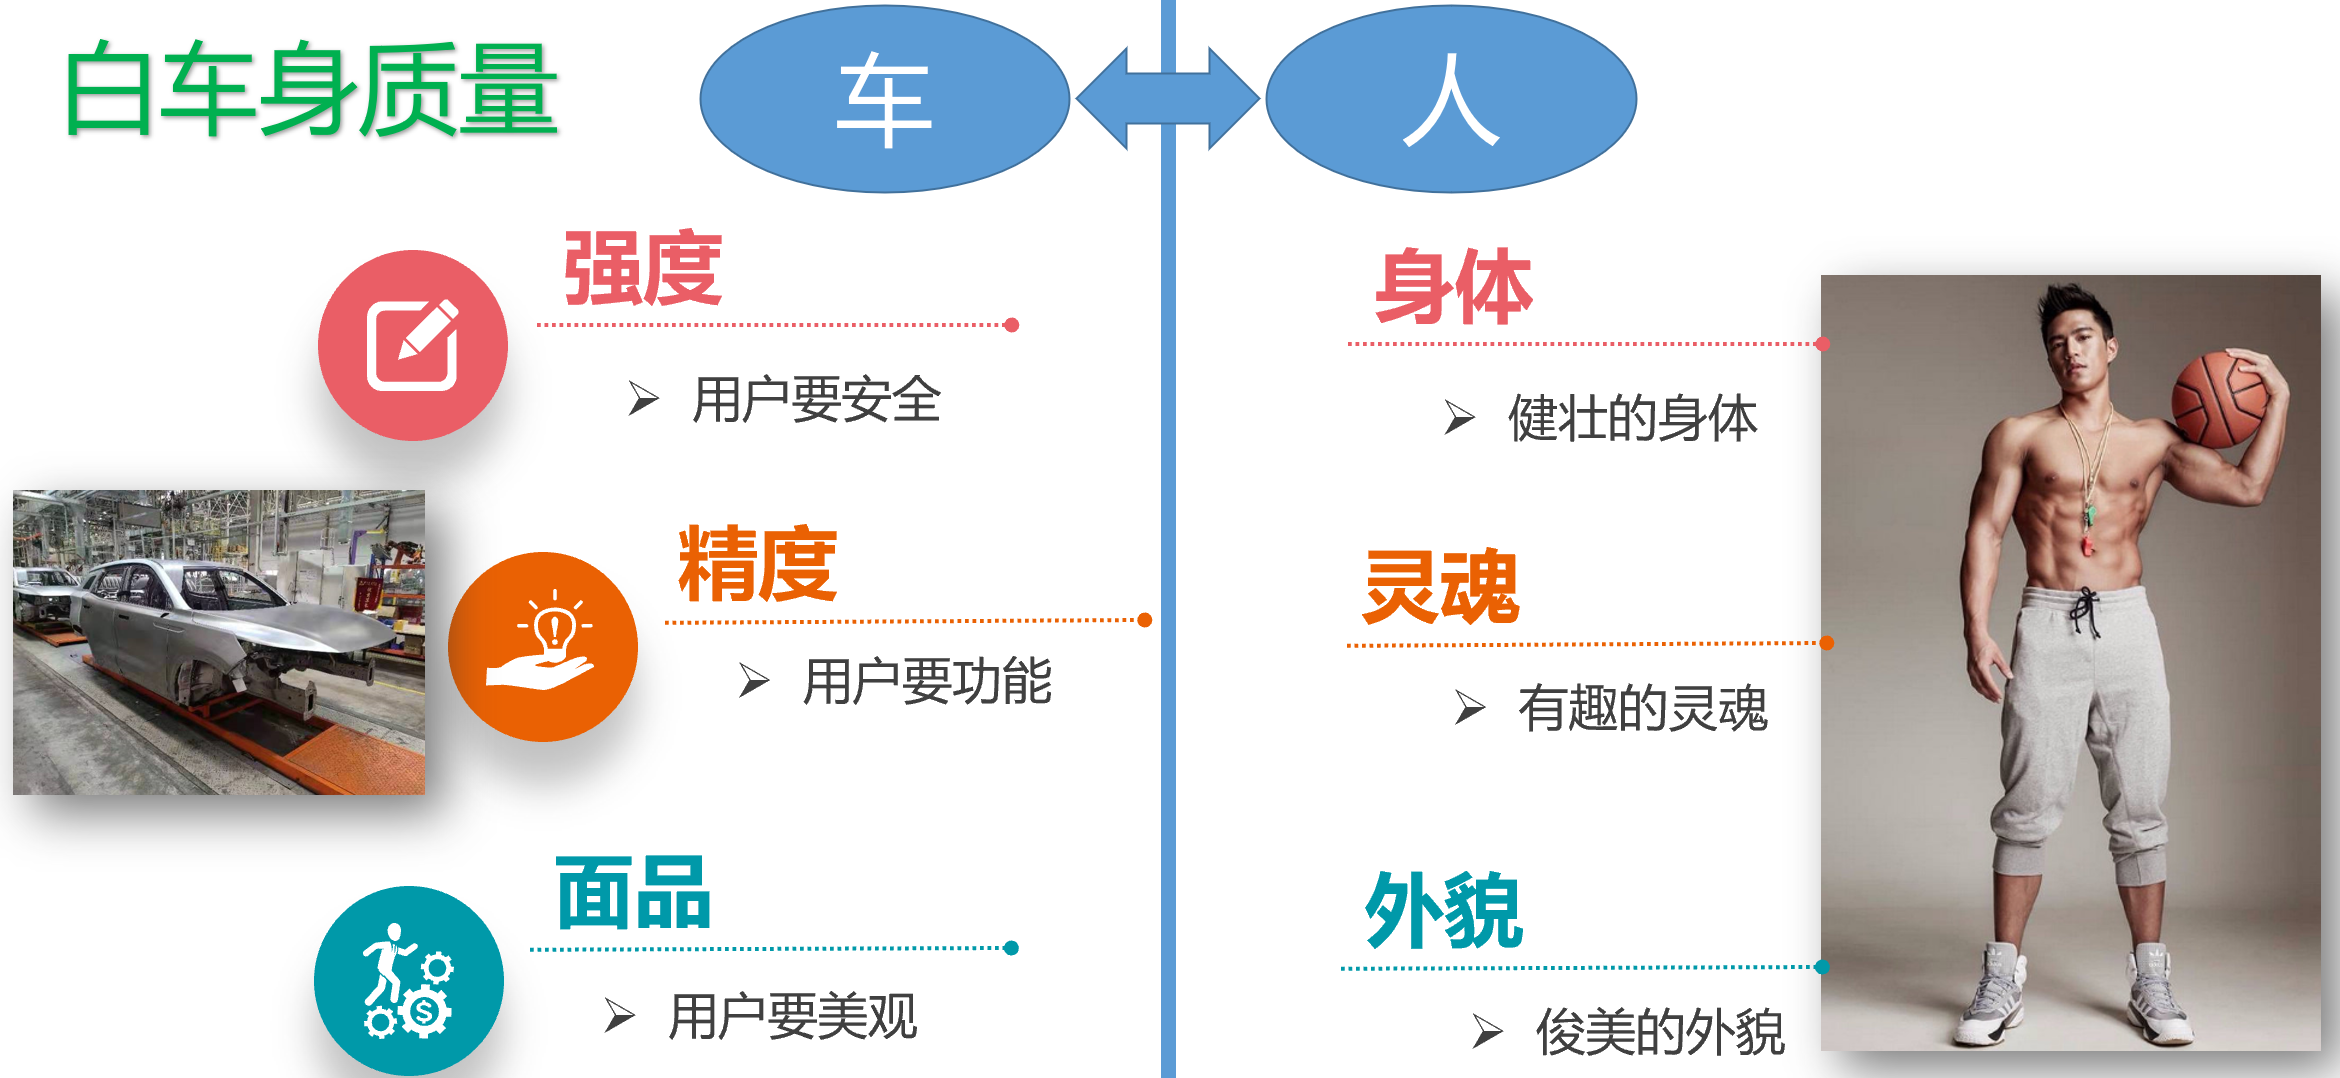 白车身质量
车
人
强度
用户要安全
精度
用户要功能
面品
用户要美观
身体
健壮的身体
灵魂
有趣的灵魂
外貌
俊美的外貌